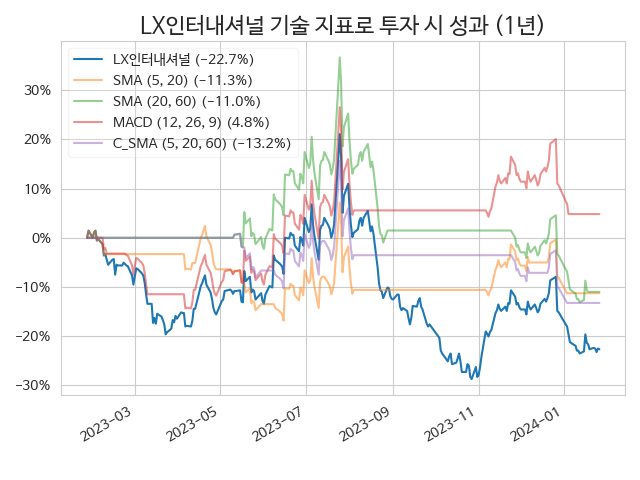 LX인터내셔널 기술 지표로 투자 시 성과 (1년)
LX인터내셔널 (−22.7%)
SMA (5, 20) (−11.3%)
SMA (20, 60) (−11.0%)
MACD (12, 26, 9) (4.8%)
C_SMA (5, 20, 60) (−13.2%)
30%
20%
10%
0%
−10%
−20%
−30%
2023−03
2023−05
2023−07
2023−09
2023−11
2024−01